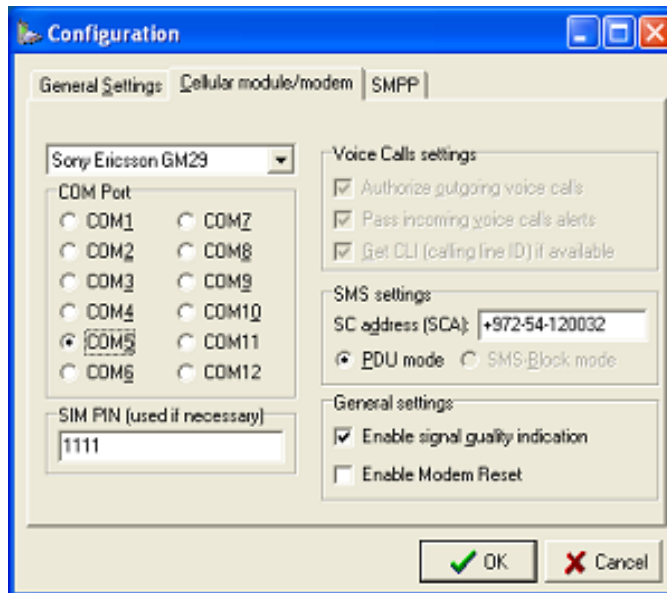 Configuration
General Settings
Cellular module/modem
SMPP
Sony Ericsson GM29
COM Port
COM1
COM2
COM3
COM4
COM5
COM6
COM7
COM8
COM9
COM10
COM11
COM12
SIM PIN (used if necessary)
1111
Voice Calls settings
Authorize outgoing voice calls
Pass incoming voice calls alerts
Get CLI (calling line ID) if available
SMS settings
SC address (SCA): +972-54-120032
PDU mode
SMS-Block mode
General settings
Enable signal guality indication
Enable Modem Reset
OK
Cancel